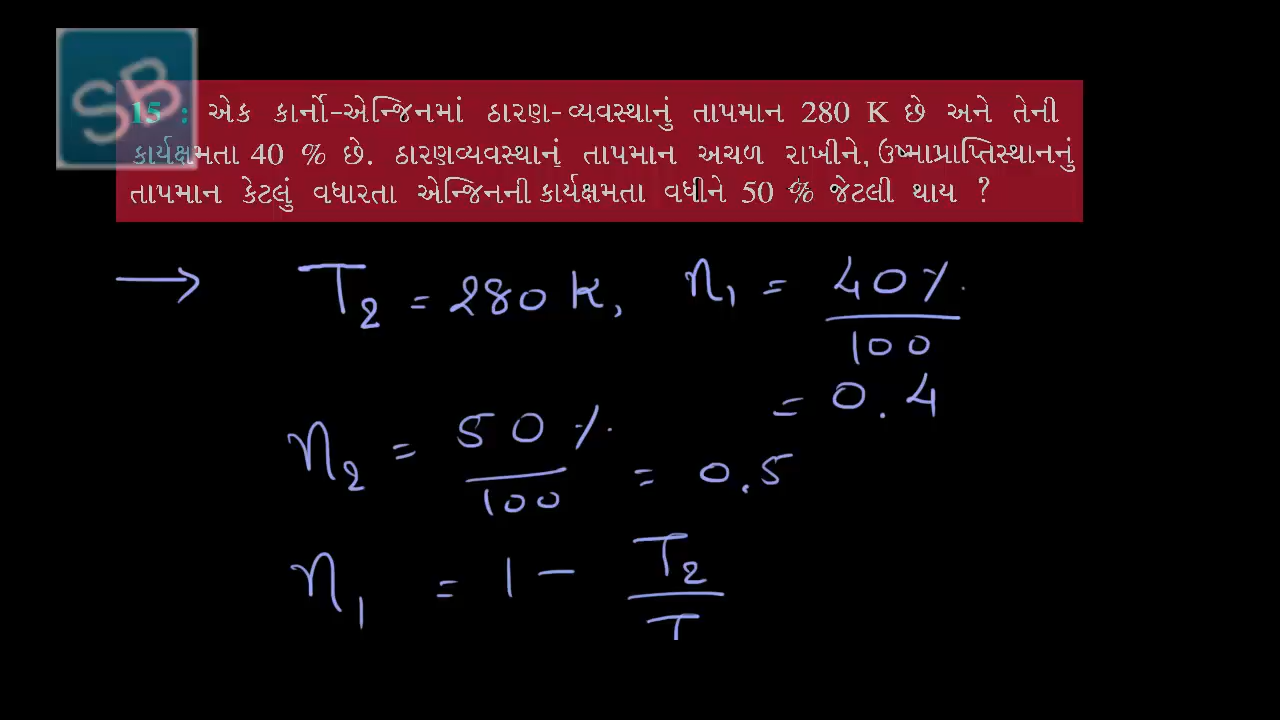 SB
15 : એક કાર્નો-એન્જિનમાં ઠારણ-વ્યવસ્થાનું તાપમાન 280 K છે અને તેની
કાર્યક્ષમતા 40 % છે. ઠારણવ્યવસ્થાનું તાપમાન અચળ રાખીને, ઉષ્માપ્રાપ્તિસ્થાનનું
તાપમાન કેટલું વધારતા એન્જિનની કાર્યક્ષમતા વધીને 50 % જેટલી થાય ?
→ T₂ = 280 K, η₁ = 40 % / 100
= 0.4
η₂ = 50 % / 100 = 0.5
η₁ = 1 − T₂ / T